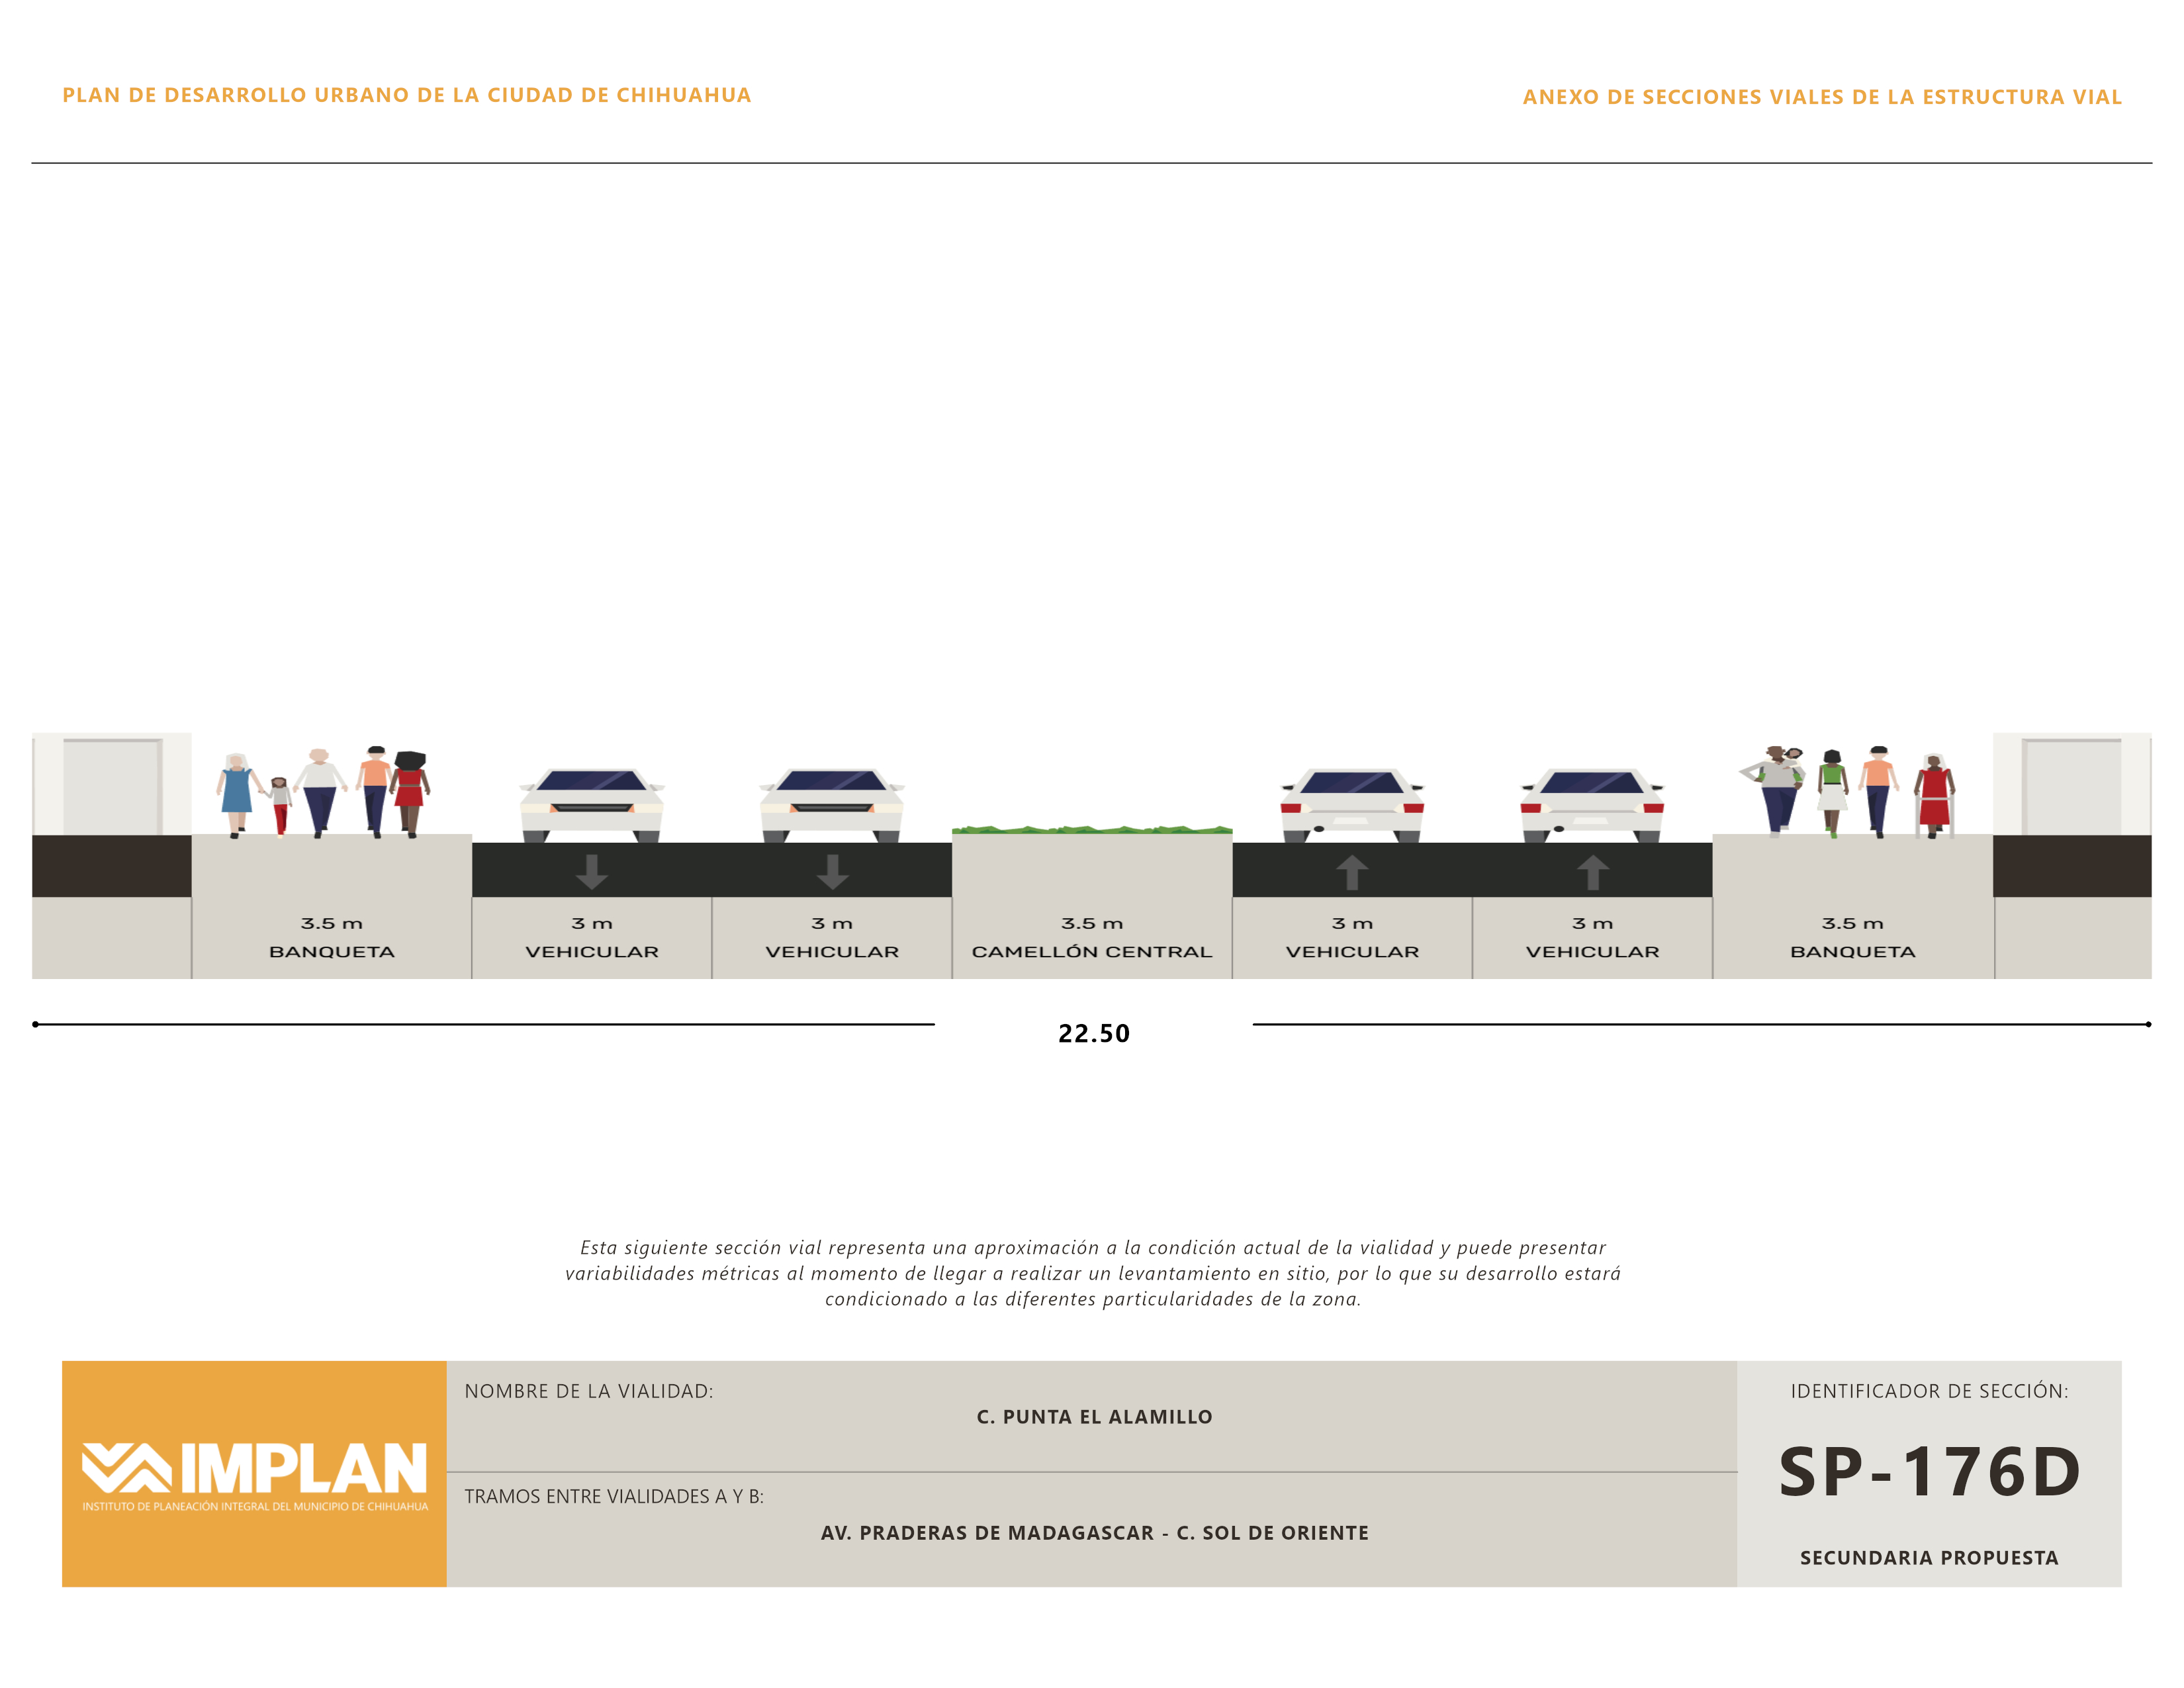 PLAN DE DESARROLLO URBANO DE LA CIUDAD DE CHIHUAHUA
ANEXO DE SECCIONES VIALES DE LA ESTRUCTURA VIAL
3.5 m
BANQUETA
3 m
VEHICULAR
3 m
VEHICULAR
3.5 m
CAMELLÓN CENTRAL
3 m
VEHICULAR
3 m
VEHICULAR
3.5 m
BANQUETA
22.50
Esta siguiente sección vial representa una aproximación a la condición actual de la vialidad y puede presentar
variabilidades métricas al momento de llegar a realizar un levantamiento en sitio, por lo que su desarrollo estará
condicionado a las diferentes particularidades de la zona.
IMPLAN
INSTITUTO DE PLANEACIÓN INTEGRAL DEL MUNICIPIO DE CHIHUAHUA
NOMBRE DE LA VIALIDAD:
C. PUNTA EL ALAMILLO
TRAMOS ENTRE VIALIDADES A Y B:
AV. PRADERAS DE MADAGASCAR - C. SOL DE ORIENTE
IDENTIFICADOR DE SECCIÓN:
SP-176D
SECUNDARIA PROPUESTA